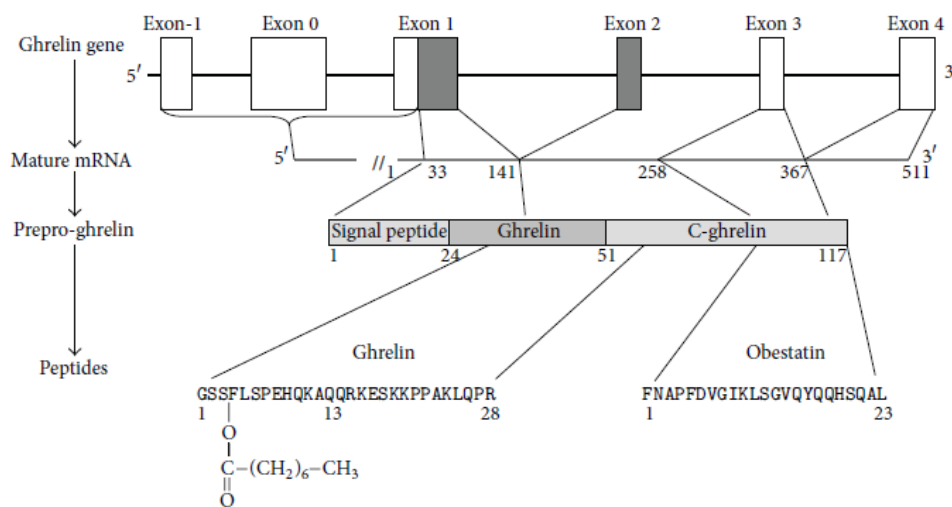 Exon-1 Exon 0 Exon 1 Exon 2 Exon 3 Exon 4
Ghrelin gene
5′ 3
Mature mRNA
5′ // 1 33 141 258 367 511 3′
Prepro-ghrelin
Signal peptide Ghrelin C-ghrelin
1 24 51 117
Ghrelin Obestatin
Peptides
GSSFLSPEHQKAQQRKESKKPPAKLQPR FNAPFDVGIKLSGVQYQQHSQAL
1 13 28 1 23
O
C–(CH₂)₆–CH₃
O